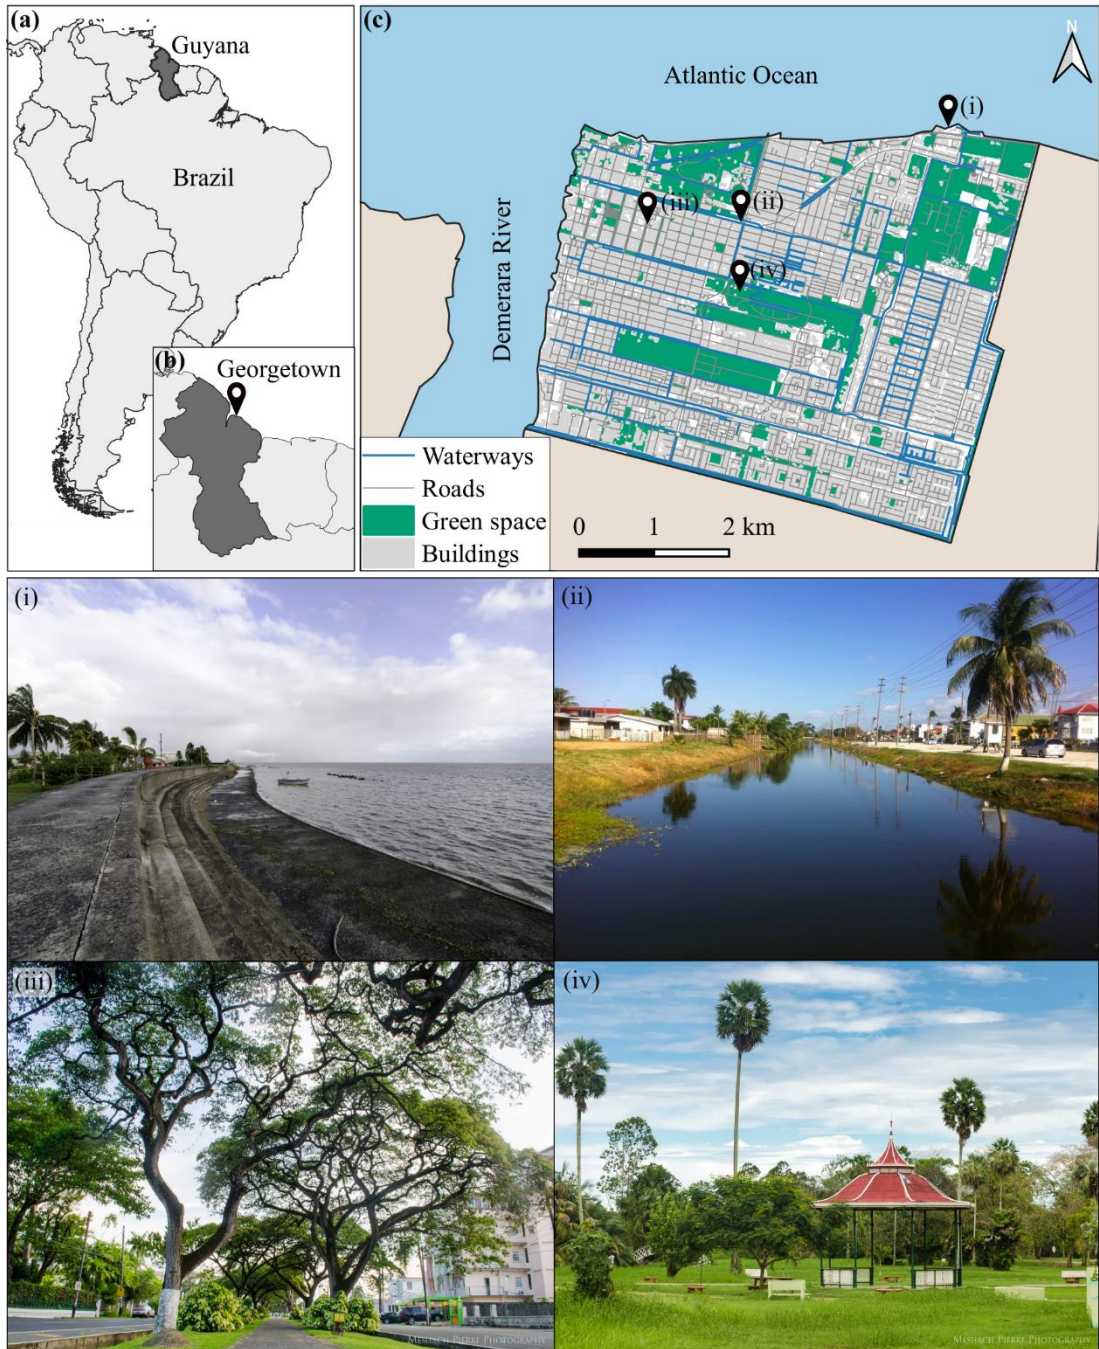 (a)
Guyana
Brazil
(b)
Georgetown
(c)
N
Atlantic Ocean
(i)
(iii)
(ii)
(iv)
Demerara River
Waterways
Roads
Green space
Buildings
0 1 2 km
(i)
(ii)
(iii)
MESHACH PIERRE PHOTOGRAPHY
(iv)
MESHACH PIERRE PHOTOGRAPHY